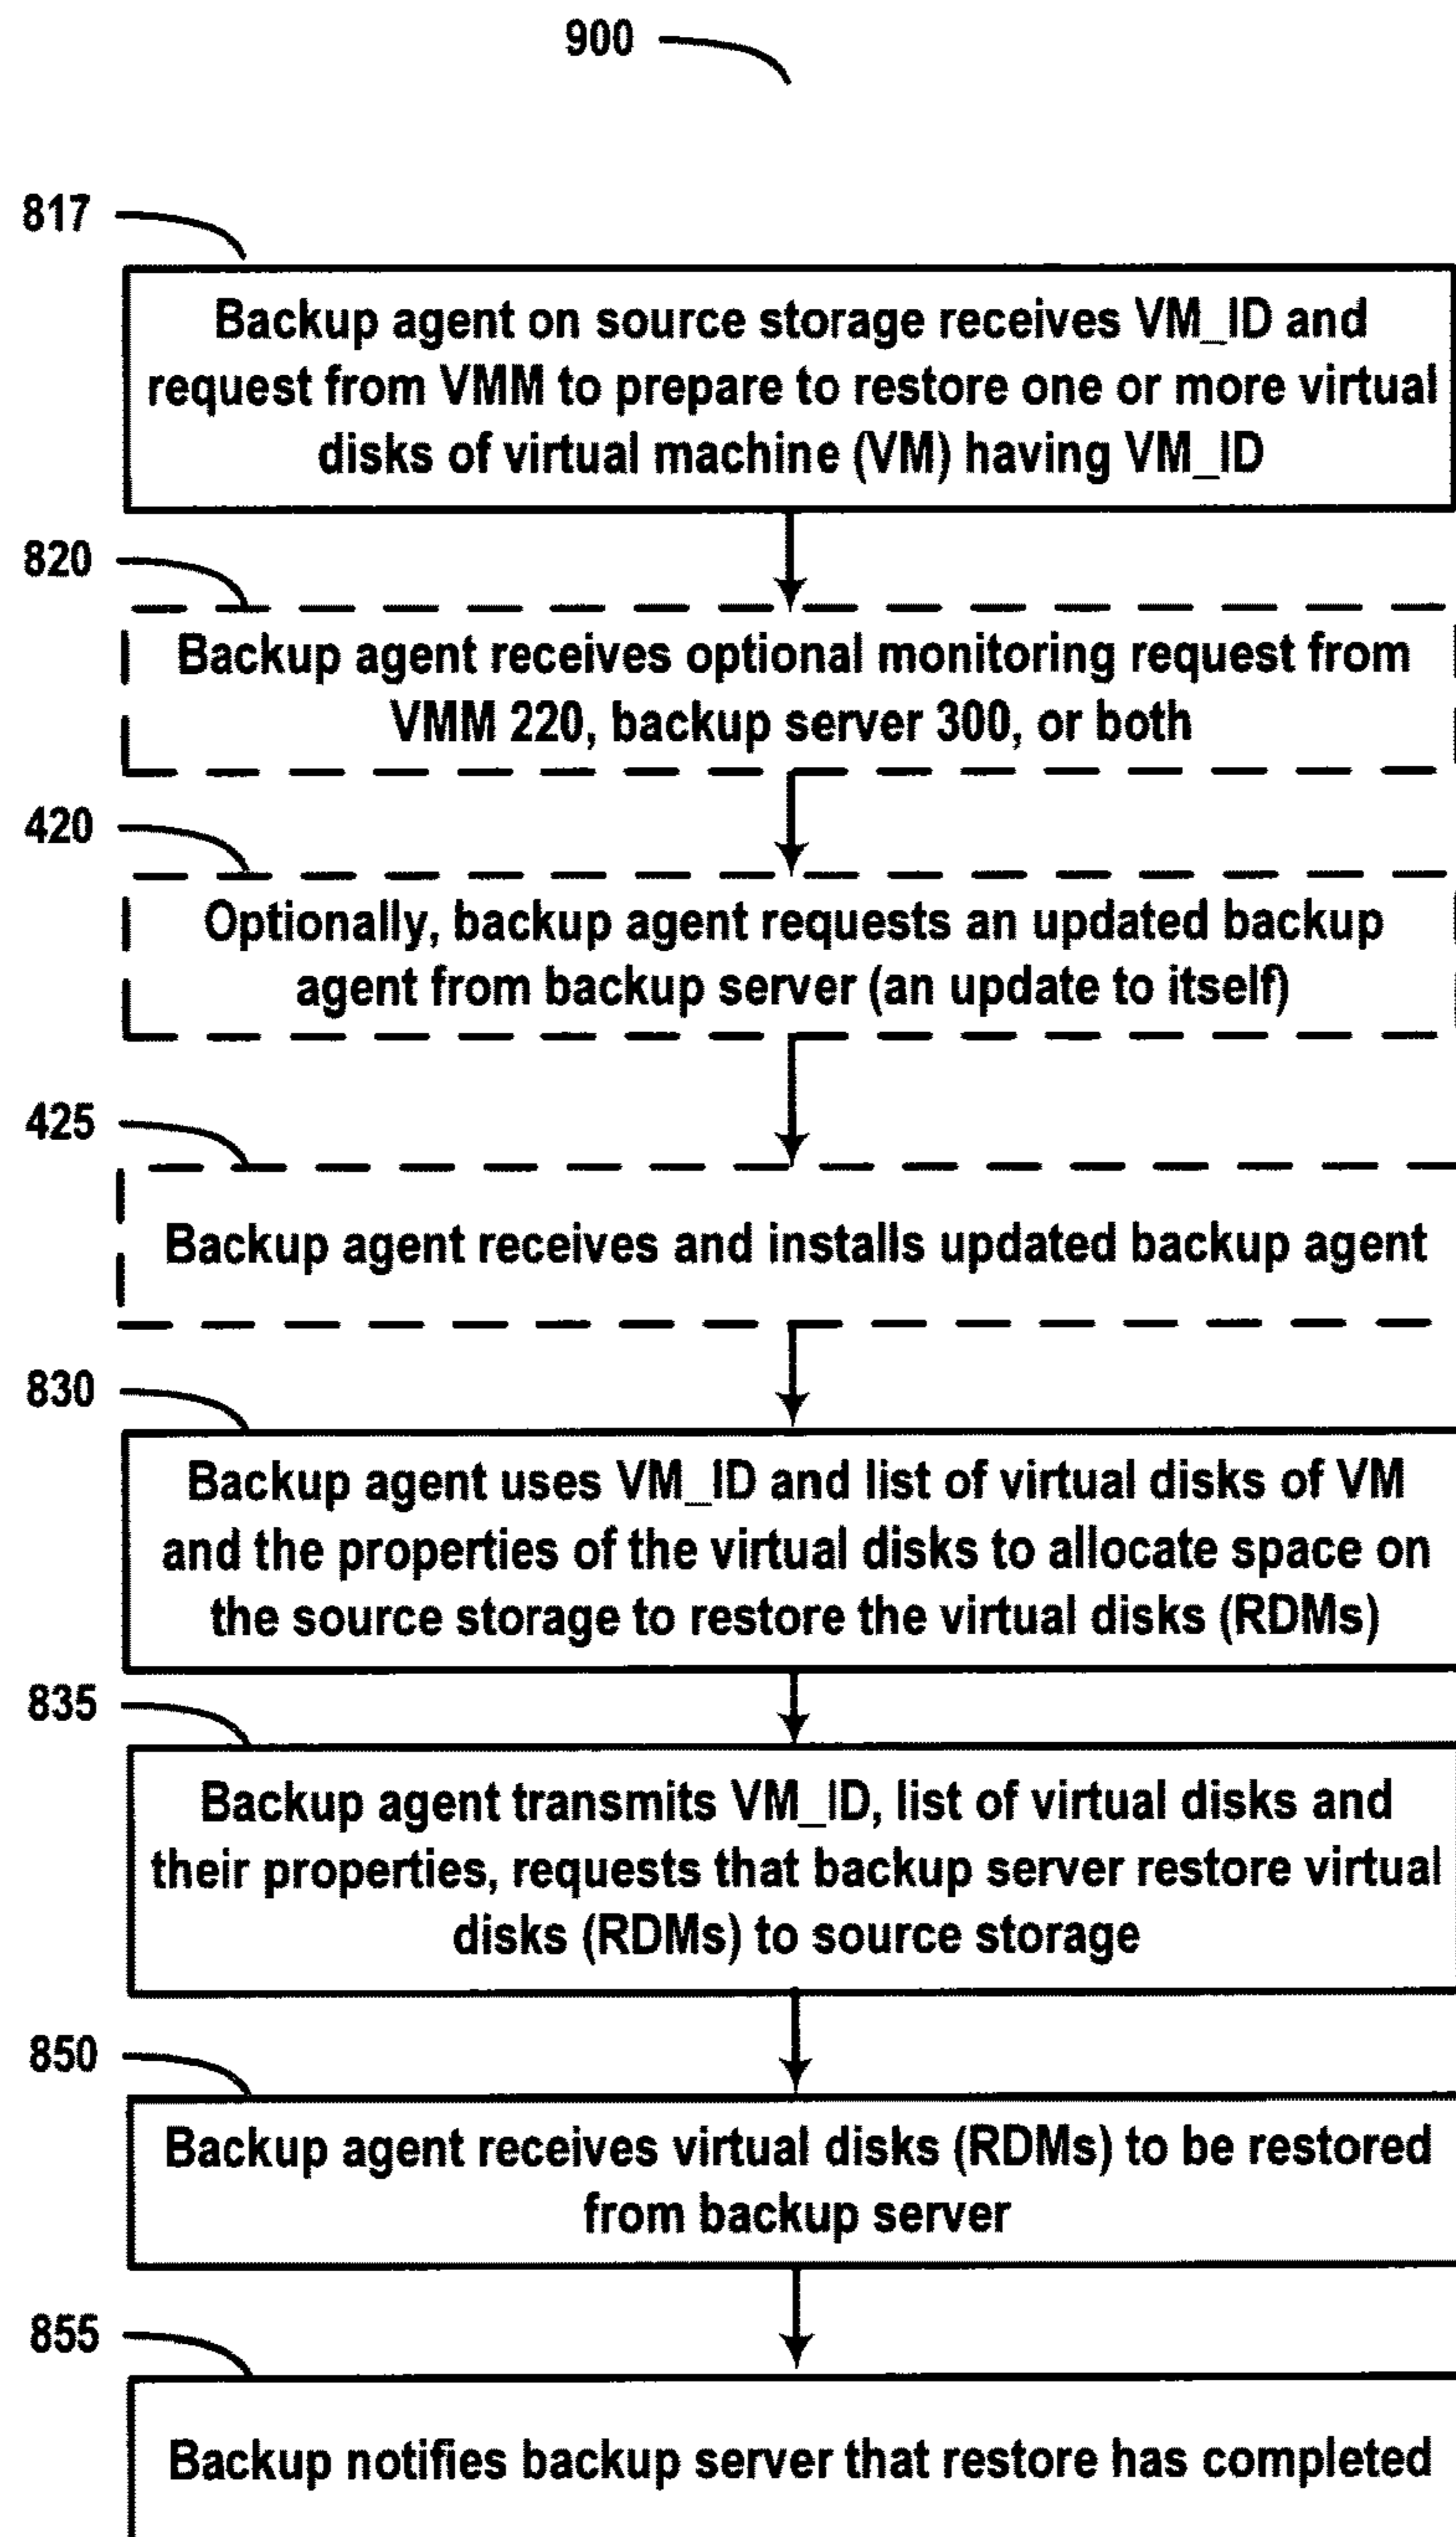 900
817
Backup agent on source storage receives VM_ID and
request from VMM to prepare to restore one or more virtual
disks of virtual machine (VM) having VM_ID
820
Backup agent receives optional monitoring request from
VMM 220, backup server 300, or both
420
Optionally, backup agent requests an updated backup
agent from backup server (an update to itself)
425
Backup agent receives and installs updated backup agent
830
Backup agent uses VM_ID and list of virtual disks of VM
and the properties of the virtual disks to allocate space on
the source storage to restore the virtual disks (RDMs)
835
Backup agent transmits VM_ID, list of virtual disks and
their properties, requests that backup server restore virtual
disks (RDMs) to source storage
850
Backup agent receives virtual disks (RDMs) to be restored
from backup server
855
Backup notifies backup server that restore has completed